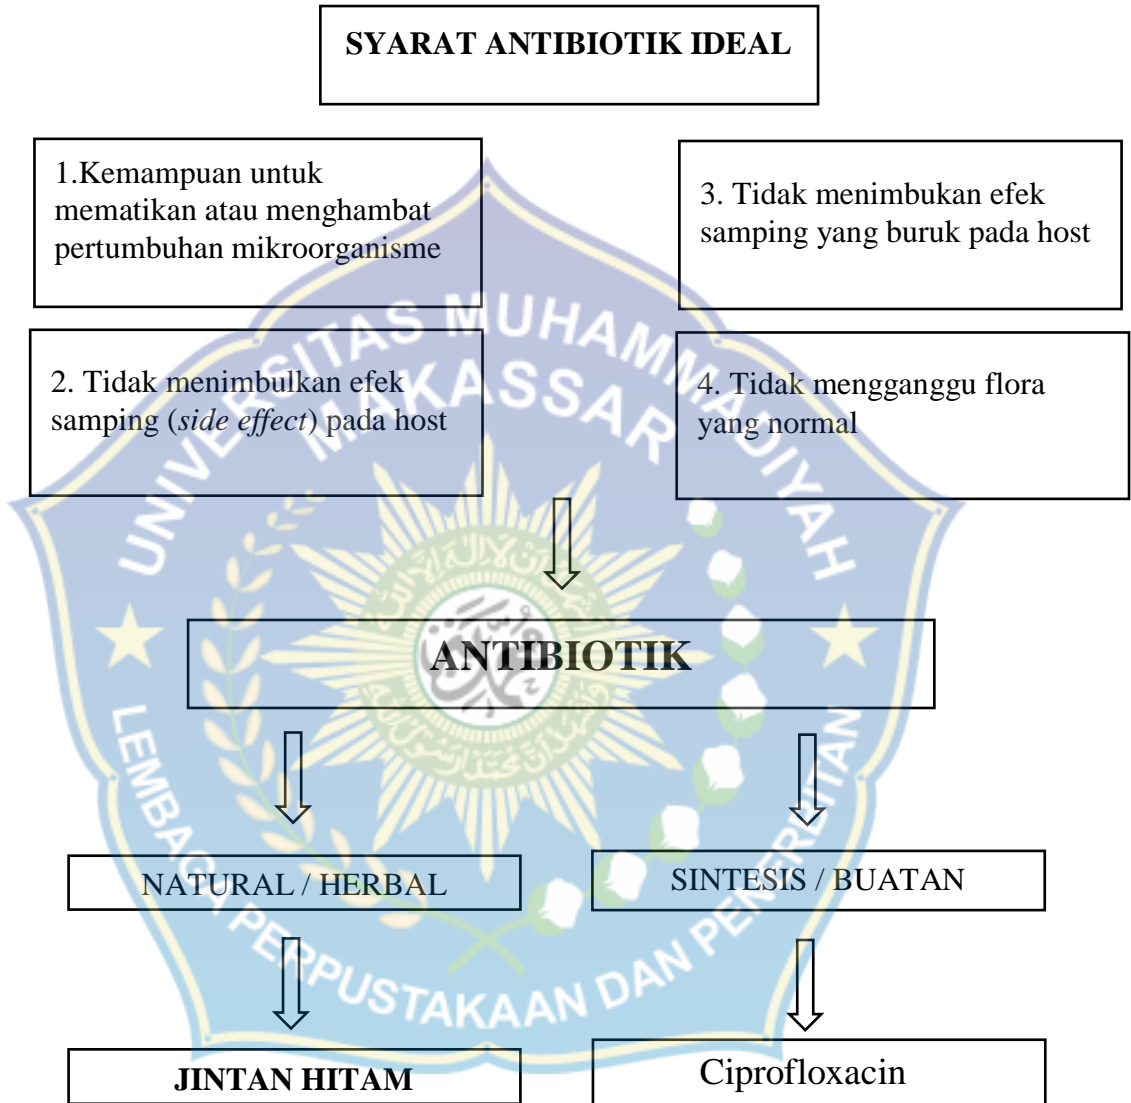 SYARAT ANTIBIOTIK IDEAL
1.Kemampuan untuk
mematikan atau menghambat
pertumbuhan mikroorganisme
2. Tidak menimbulkan efek
samping (side effect) pada host
3. Tidak menimbukan efek
samping yang buruk pada host
4. Tidak mengganggu flora
yang normal
UNIVERSITAS MUHAMMADIYAH
MAKASSAR
ANTIBIOTIK
NATURAL / HERBAL
SINTESIS / BUATAN
JINTAN HITAM
Ciprofloxacin
LEMBAGA PERPUSTAKAAN DAN PENERBITAN